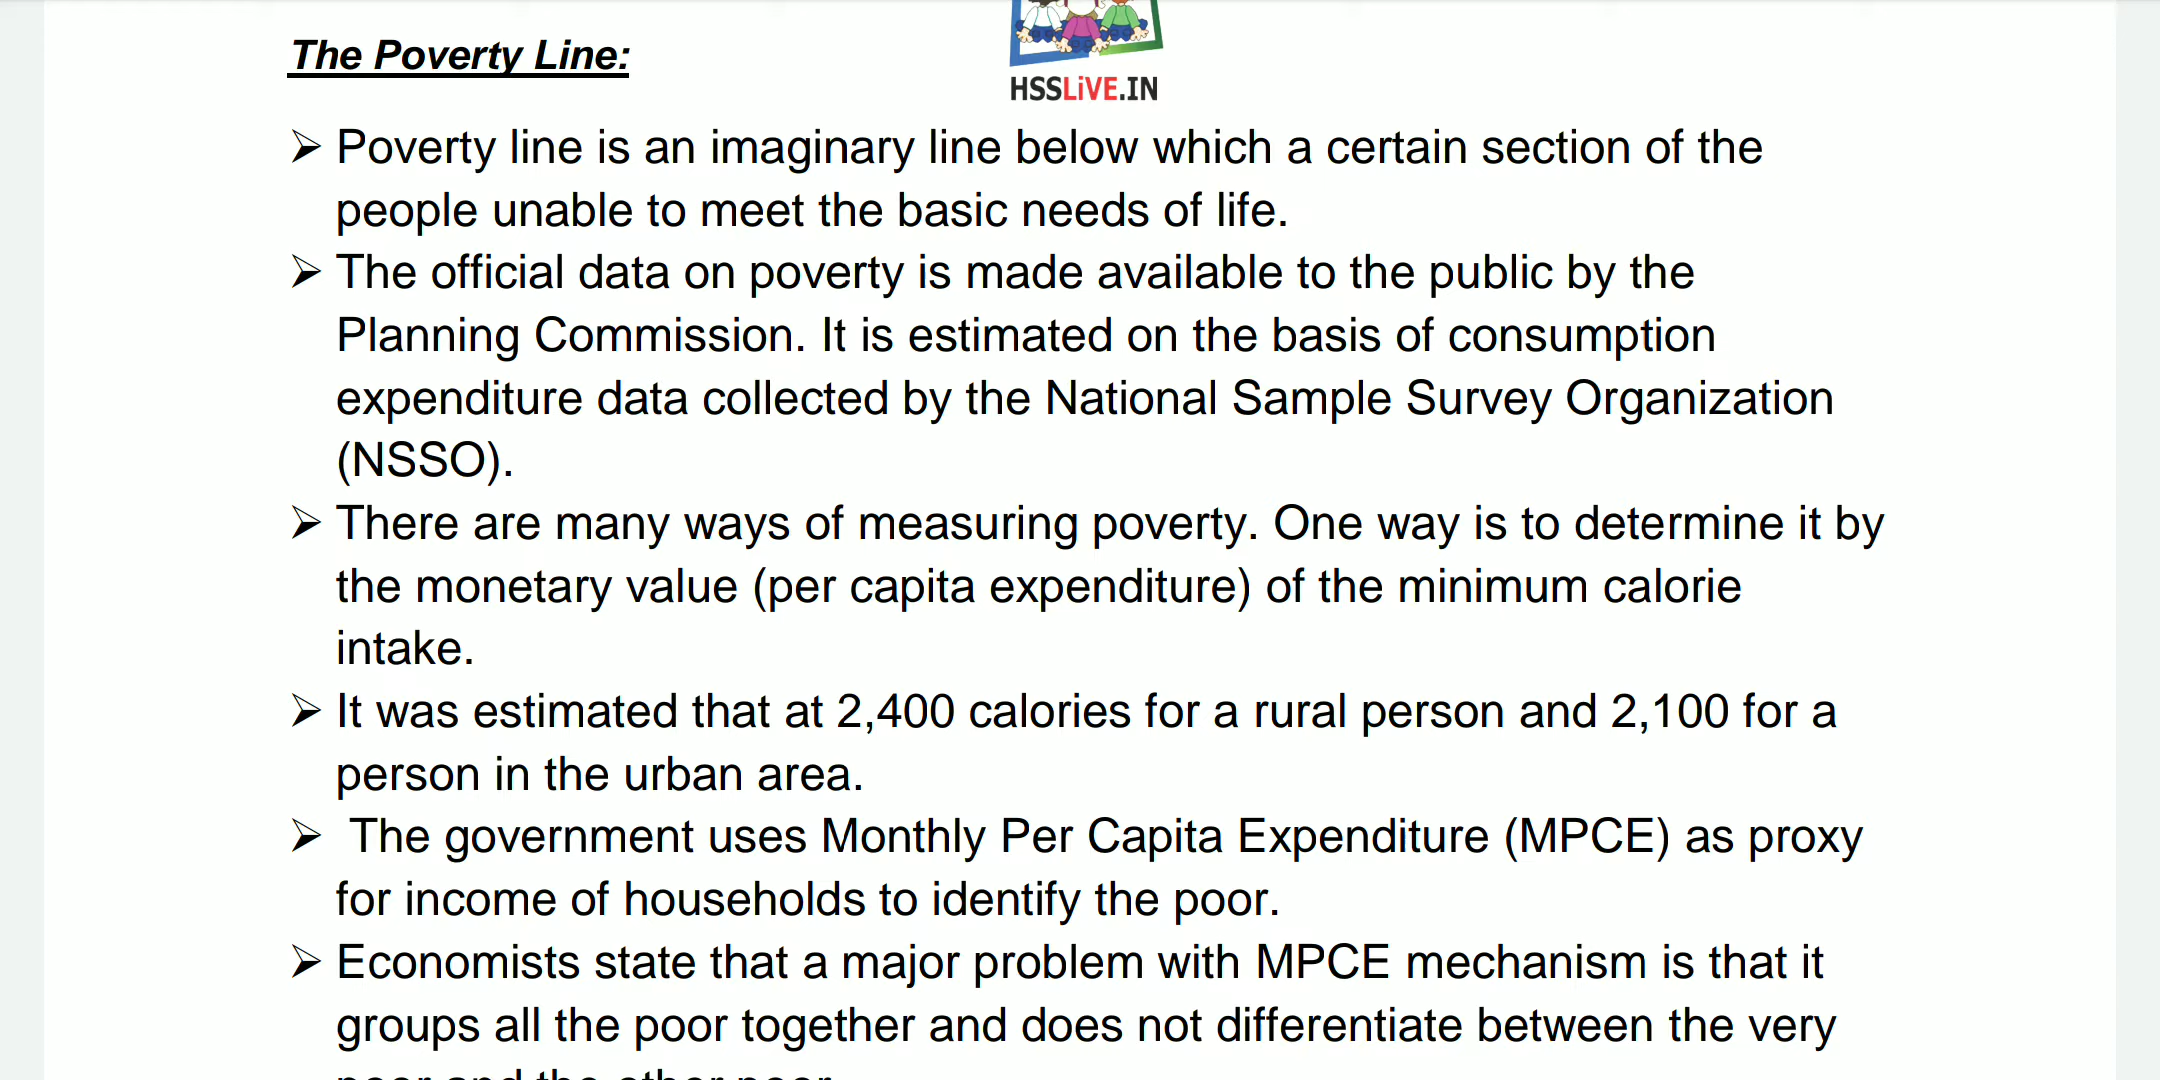 The Poverty Line:
HSSLiVE.IN
➢ Poverty line is an imaginary line below which a certain section of the
people unable to meet the basic needs of life.
➢ The official data on poverty is made available to the public by the
Planning Commission. It is estimated on the basis of consumption
expenditure data collected by the National Sample Survey Organization
(NSSO).
➢ There are many ways of measuring poverty. One way is to determine it by
the monetary value (per capita expenditure) of the minimum calorie
intake.
➢ It was estimated that at 2,400 calories for a rural person and 2,100 for a
person in the urban area.
➢ The government uses Monthly Per Capita Expenditure (MPCE) as proxy
for income of households to identify the poor.
➢ Economists state that a major problem with MPCE mechanism is that it
groups all the poor together and does not differentiate between the very
poor and the other poor